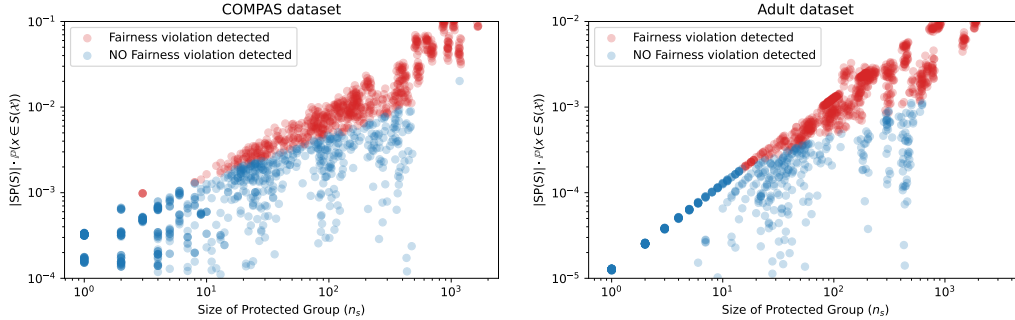 COMPAS dataset
Fairness violation detected
NO Fairness violation detected
10⁻¹
10⁻²
10⁻³
10⁻⁴
|SP(S)| · ℙ(x ∈ S(𝒳))
10⁰ 10¹ 10² 10³
Size of Protected Group (nₛ)
Adult dataset
Fairness violation detected
NO Fairness violation detected
10⁻²
10⁻³
10⁻⁴
10⁻⁵
|SP(S)| · ℙ(x ∈ S(𝒳))
10⁰ 10¹ 10² 10³
Size of Protected Group (nₛ)